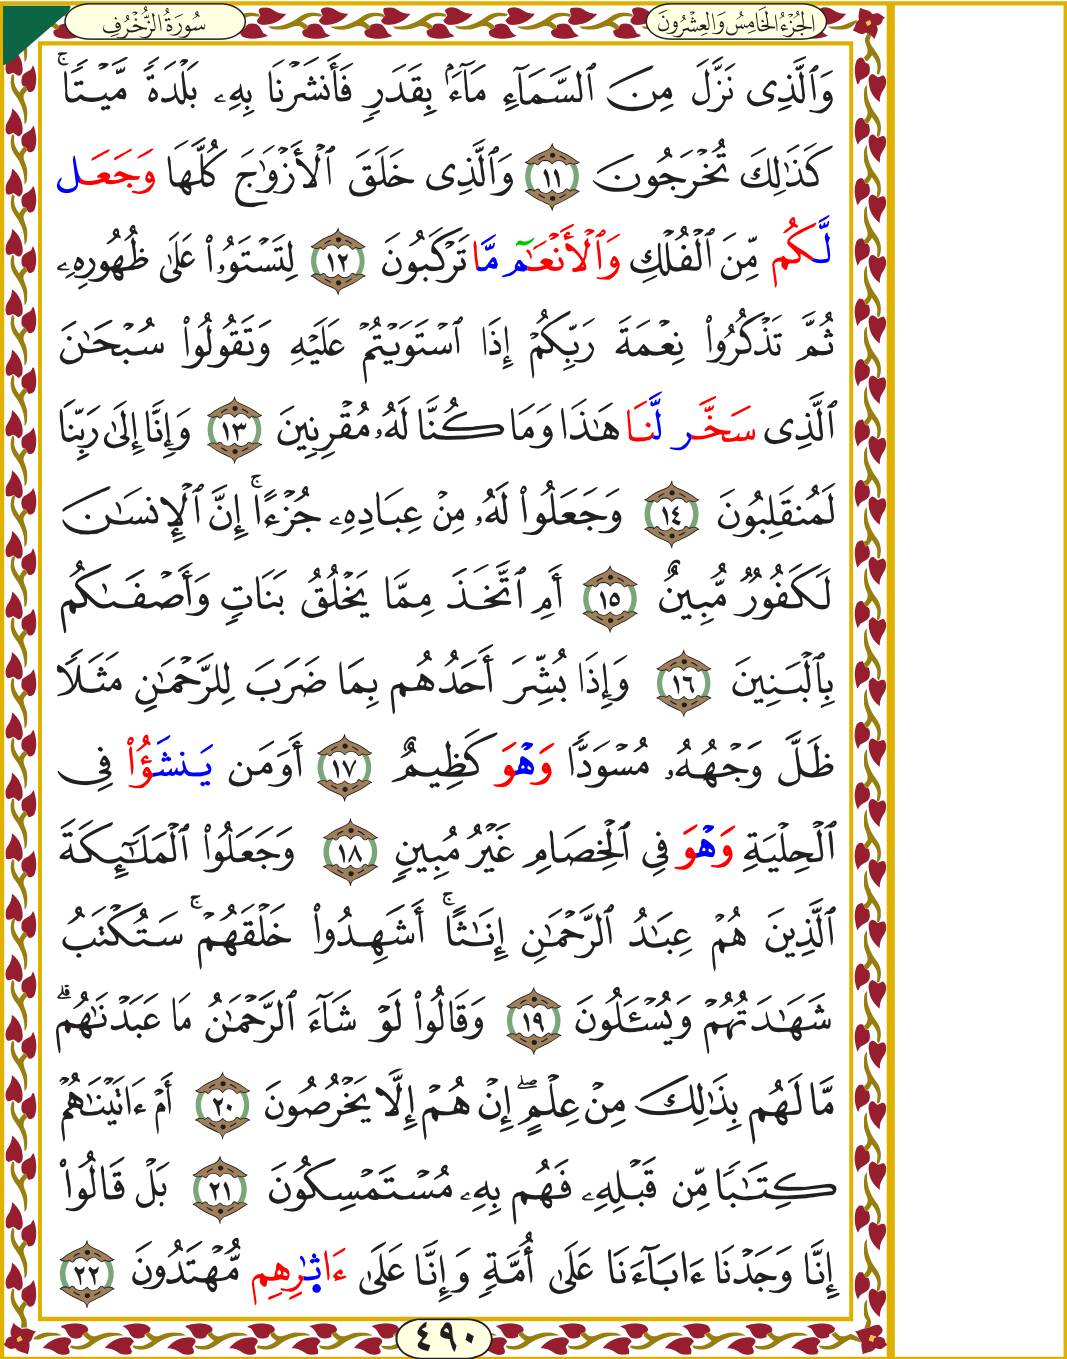 الجُزْءُ الخَامِسُ وَالعِشْرُونَ
سُورَةُ الزُّخْرُفِ
وَٱلَّذِى نَزَّلَ مِنَ ٱلسَّمَآءِ مَآءَۢ بِقَدَرٍ فَأَنشَرْنَا بِهِۦ بَلْدَةً مَّيْتًاۚ
كَذَٰلِكَ تُخْرَجُونَ ١١ وَٱلَّذِى خَلَقَ ٱلْأَزْوَٰجَ كُلَّهَا وَجَعَل
لَّكُم مِّنَ ٱلْفُلْكِ وَٱلْأَنْعَٰم مَّا تَرْكَبُونَ ١٢ لِتَسْتَوُۥا۟ عَلَىٰ ظُهُورِهِۦ
ثُمَّ تَذْكُرُوا۟ نِعْمَةَ رَبِّكُمْ إِذَا ٱسْتَوَيْتُمْ عَلَيْهِ وَتَقُولُوا۟ سُبْحَٰنَ
ٱلَّذِى سَخَّر لَّنَا هَٰذَا وَمَا كُنَّا لَهُۥ مُقْرِنِينَ ١٣ وَإِنَّا إِلَىٰ رَبِّنَا
لَمُنقَلِبُونَ ١٤ وَجَعَلُوا۟ لَهُۥ مِنْ عِبَادِهِۦ جُزْءًاۚ إِنَّ ٱلْإِنسَٰنَ
لَكَفُورٌ مُّبِينٌ ١٥ أَمِ ٱتَّخَذَ مِمَّا يَخْلُقُ بَنَاتٍ وَأَصْفَىٰكُم
بِٱلْبَنِينَ ١٦ وَإِذَا بُشِّرَ أَحَدُهُم بِمَا ضَرَبَ لِلرَّحْمَٰنِ مَثَلًا
ظَلَّ وَجْهُهُۥ مُسْوَدًّا وَهْوَ كَظِيمٌ ١٧ أَوَمَن يَنشَؤُا۟ فِى
ٱلْحِلْيَةِ وَهْوَ فِى ٱلْخِصَامِ غَيْرُ مُبِينٍ ١٨ وَجَعَلُوا۟ ٱلْمَلَٰٓئِكَةَ
ٱلَّذِينَ هُمْ عِبَٰدُ ٱلرَّحْمَٰنِ إِنَٰثًاۚ أَشَهِدُوا۟ خَلْقَهُمْۚ سَتُكْتَبُ
شَهَٰدَتُهُمْ وَيُسْـَٔلُونَ ١٩ وَقَالُوا۟ لَوْ شَآءَ ٱلرَّحْمَٰنُ مَا عَبَدْنَٰهُمۗ
مَّا لَهُم بِذَٰلِكَ مِنْ عِلْمٍۖ إِنْ هُمْ إِلَّا يَخْرُصُونَ ٢٠ أَمْ ءَاتَيْنَٰهُمْ
كِتَٰبًا مِّن قَبْلِهِۦ فَهُم بِهِۦ مُسْتَمْسِكُونَ ٢١ بَلْ قَالُوا۟
إِنَّا وَجَدْنَا ءَابَآءَنَا عَلَىٰ أُمَّةٍ وَإِنَّا عَلَىٰ ءَاثَٰرِهِم مُّهْتَدُونَ ٢٢
٤٩٠